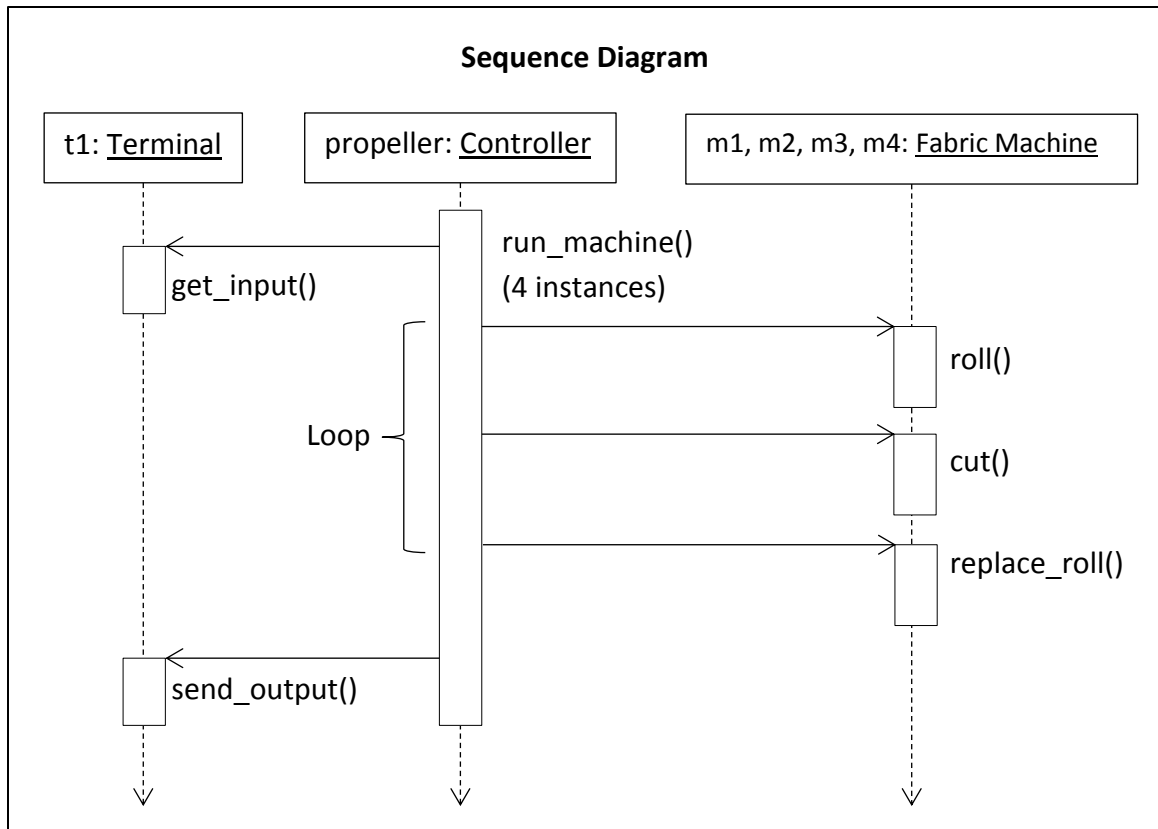 Sequence Diagram
t1: Terminal
propeller: Controller
m1, m2, m3, m4: Fabric Machine
run_machine()
(4 instances)
get_input()
roll()
Loop
cut()
replace_roll()
send_output()